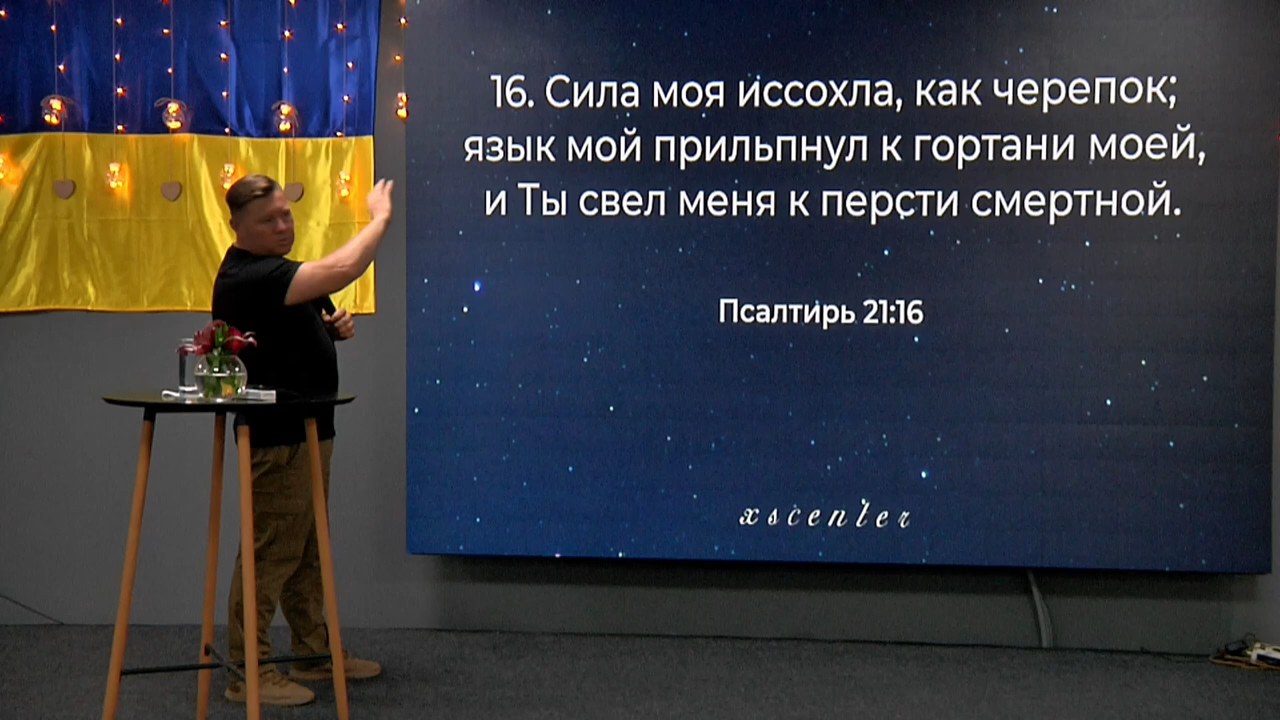 16. Сила моя иссохла, как черепок;
язык мой прильпнул к гортани моей,
и Ты свел меня к персти смертной.
Псалтирь 21:16
xscenter